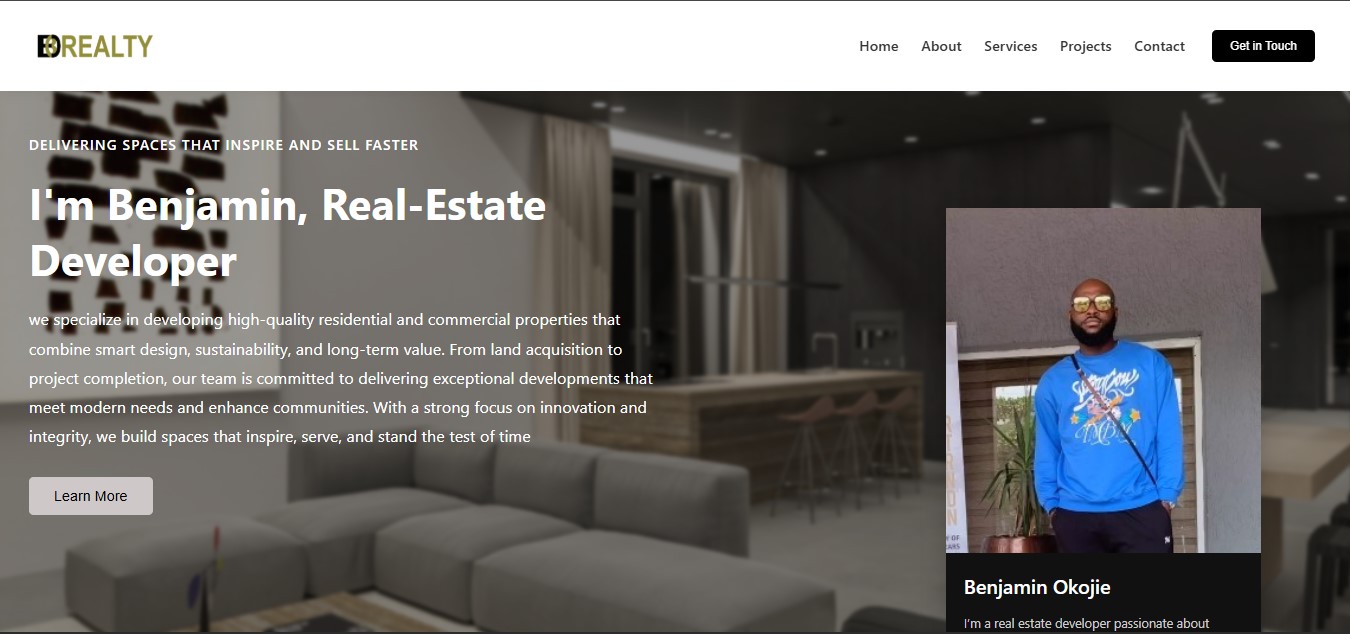 BOREALTY
Home About Services Projects Contact Get in Touch
DELIVERING SPACES THAT INSPIRE AND SELL FASTER
I'm Benjamin, Real-Estate
Developer
we specialize in developing high-quality residential and commercial properties that
combine smart design, sustainability, and long-term value. From land acquisition to
project completion, our team is committed to delivering exceptional developments that
meet modern needs and enhance communities. With a strong focus on innovation and
integrity, we build spaces that inspire, serve, and stand the test of time
Learn More
Benjamin Okojie
I'm a real estate developer passionate about